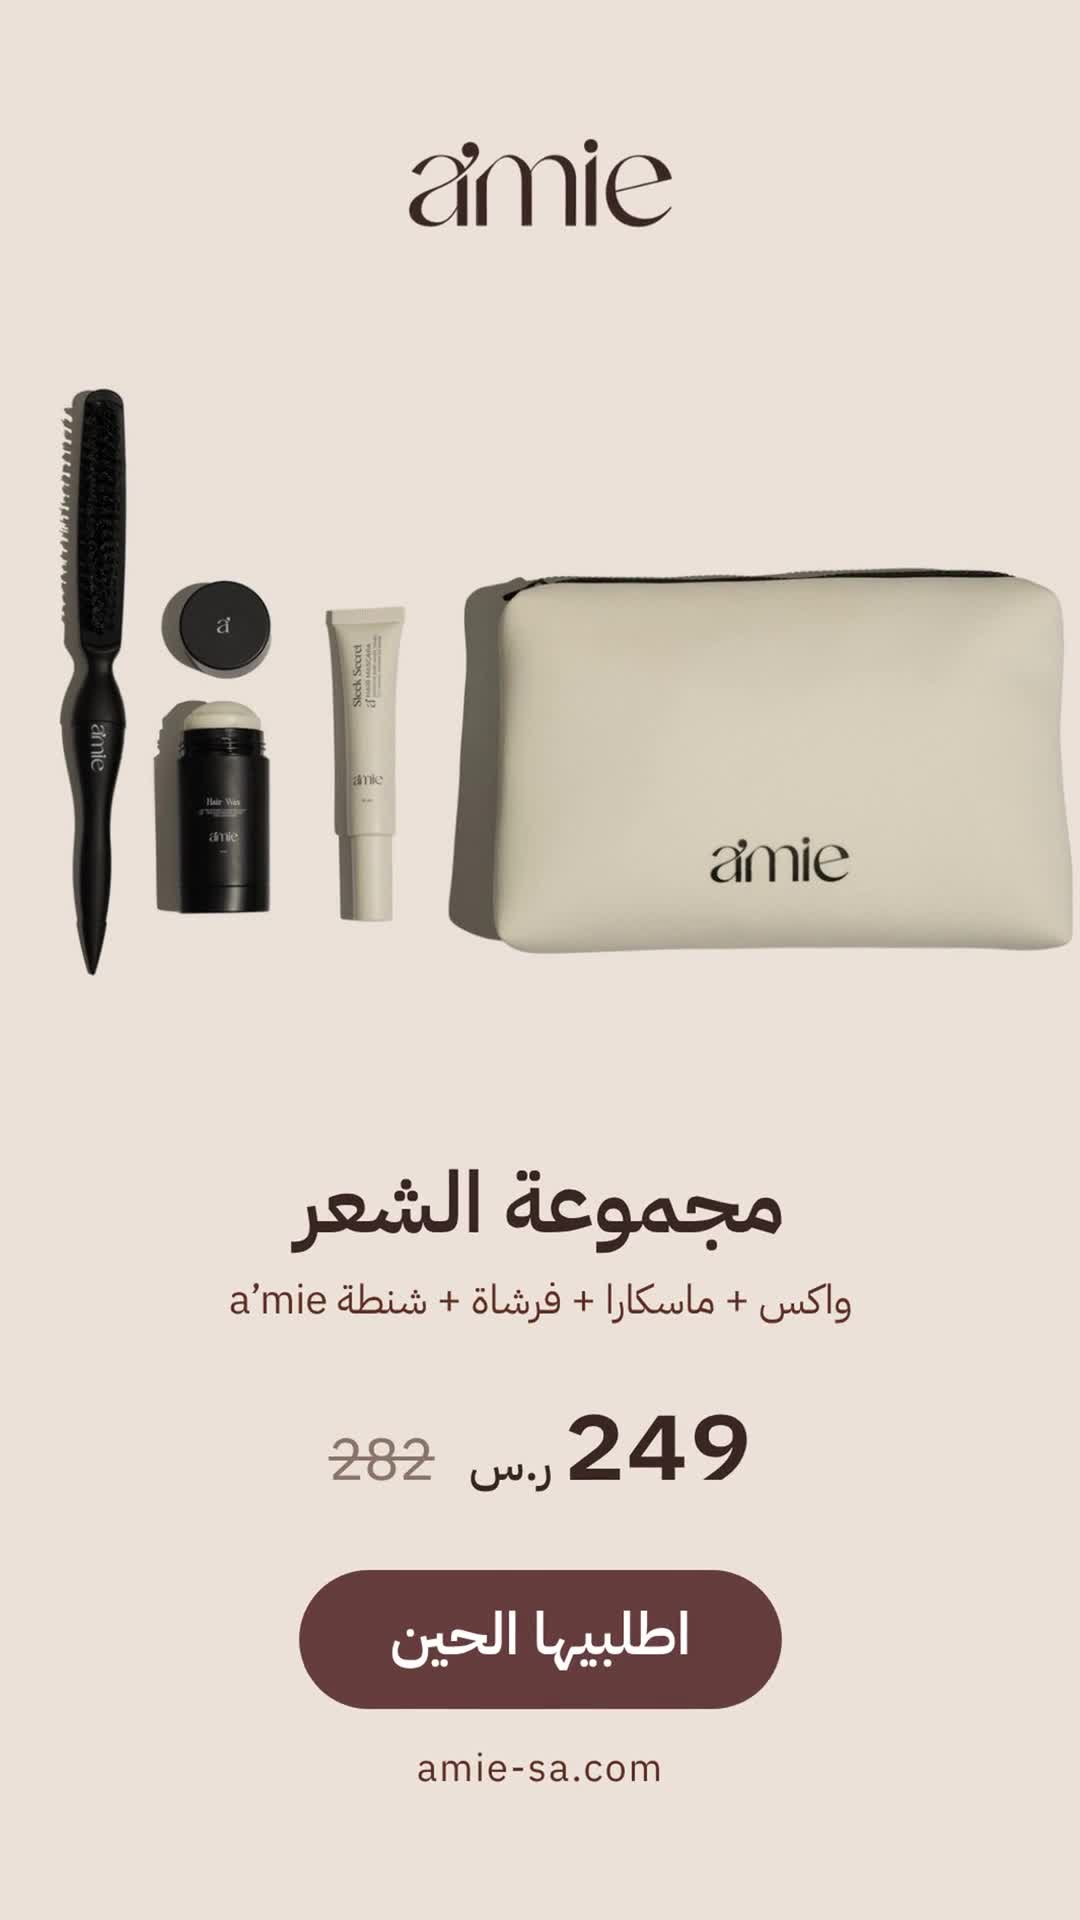 a'mie
a'
Sleek Secret
HAIR MASCARA
a'mie
a'mie
Hair Wax
a'mie
a'mie
مجموعة الشعر
واكس + ماسكارا + فرشاة + شنطة a’mie
249 ر.س 282
اطلبيها الحين
amie-sa.com